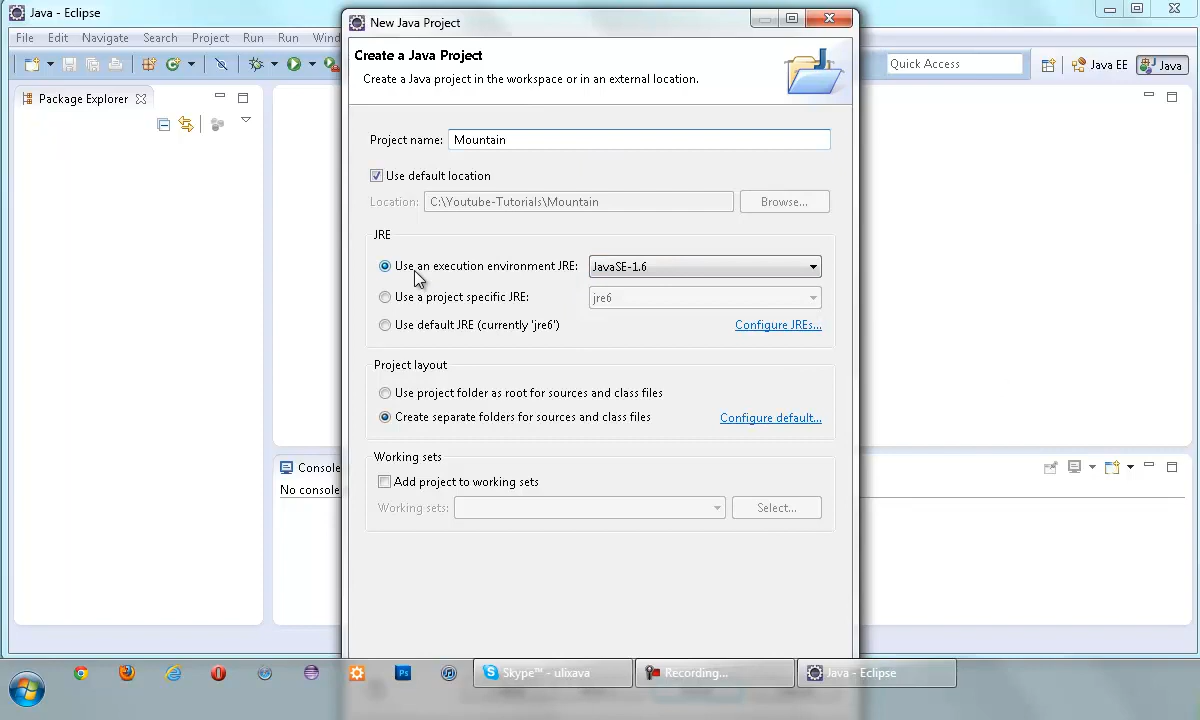 Java - Eclipse
New Java Project
File Edit Navigate Search Project Run Run Wind
Create a Java Project
Create a Java project in the workspace or in an external location.
Quick Access
Java EE
Java
Package Explorer
Project name: Mountain
Use default location
Location: C:\Youtube-Tutorials\Mountain Browse...
JRE
Use an execution environment JRE: JavaSE-1.6
Use a project specific JRE: jre6
Use default JRE (currently 'jre6') Configure JREs...
Project layout
Use project folder as root for sources and class files
Create separate folders for sources and class files Configure default...
Working sets
Console
Add project to working sets
No console
Working sets: Select...
Skype™ - ulixava
Recording...
Java - Eclipse